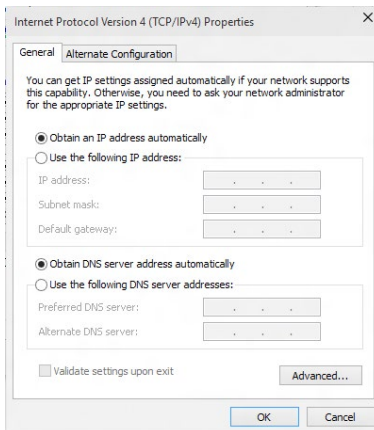 Internet Protocol Version 4 (TCP/IPv4) Properties
General
Alternate Configuration
You can get IP settings assigned automatically if your network supports
this capability. Otherwise, you need to ask your network administrator
for the appropriate IP settings.
Obtain an IP address automatically
Use the following IP address:
IP address:
Subnet mask:
Default gateway:
Obtain DNS server address automatically
Use the following DNS server addresses:
Preferred DNS server:
Alternate DNS server:
Validate settings upon exit
Advanced...
OK
Cancel